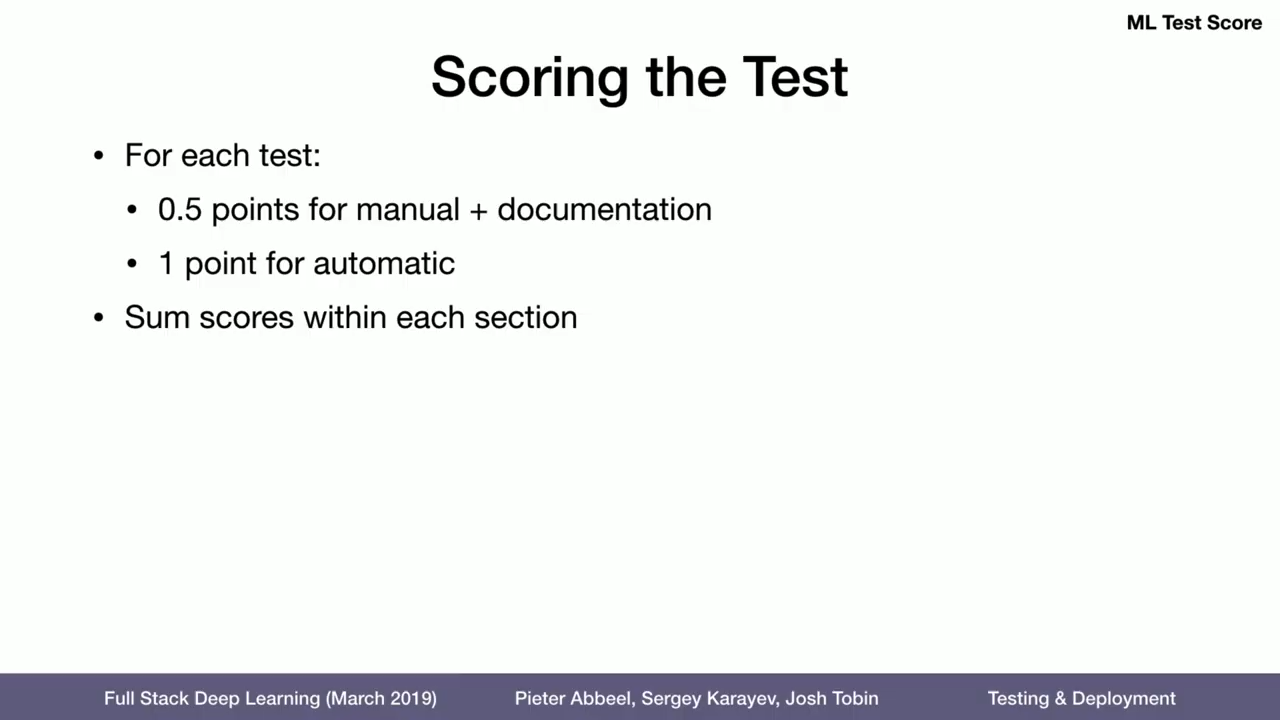 ML Test Score
Scoring the Test
• For each test:
• 0.5 points for manual + documentation
• 1 point for automatic
• Sum scores within each section
Full Stack Deep Learning (March 2019) Pieter Abbeel, Sergey Karayev, Josh Tobin Testing & Deployment